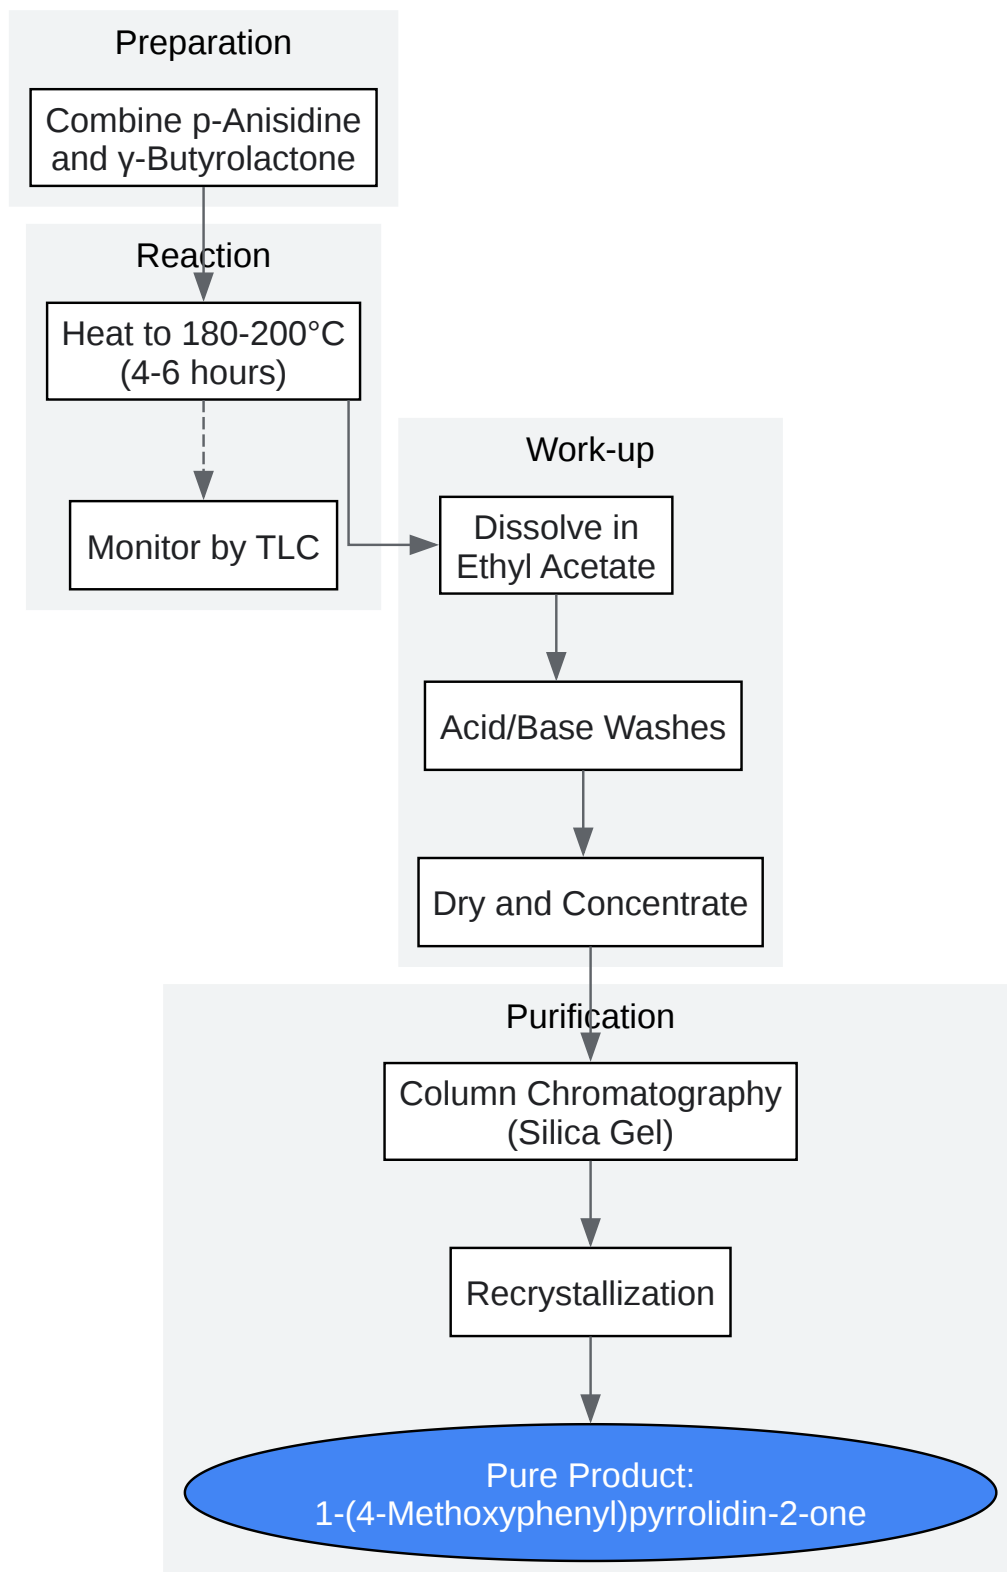 Preparation
Combine p-Anisidine
and γ-Butyrolactone
Reaction
Heat to 180-200°C
(4-6 hours)
Monitor by TLC
Work-up
Dissolve in
Ethyl Acetate
Acid/Base Washes
Dry and Concentrate
Purification
Column Chromatography
(Silica Gel)
Recrystallization
Pure Product:
1-(4-Methoxyphenyl)pyrrolidin-2-one